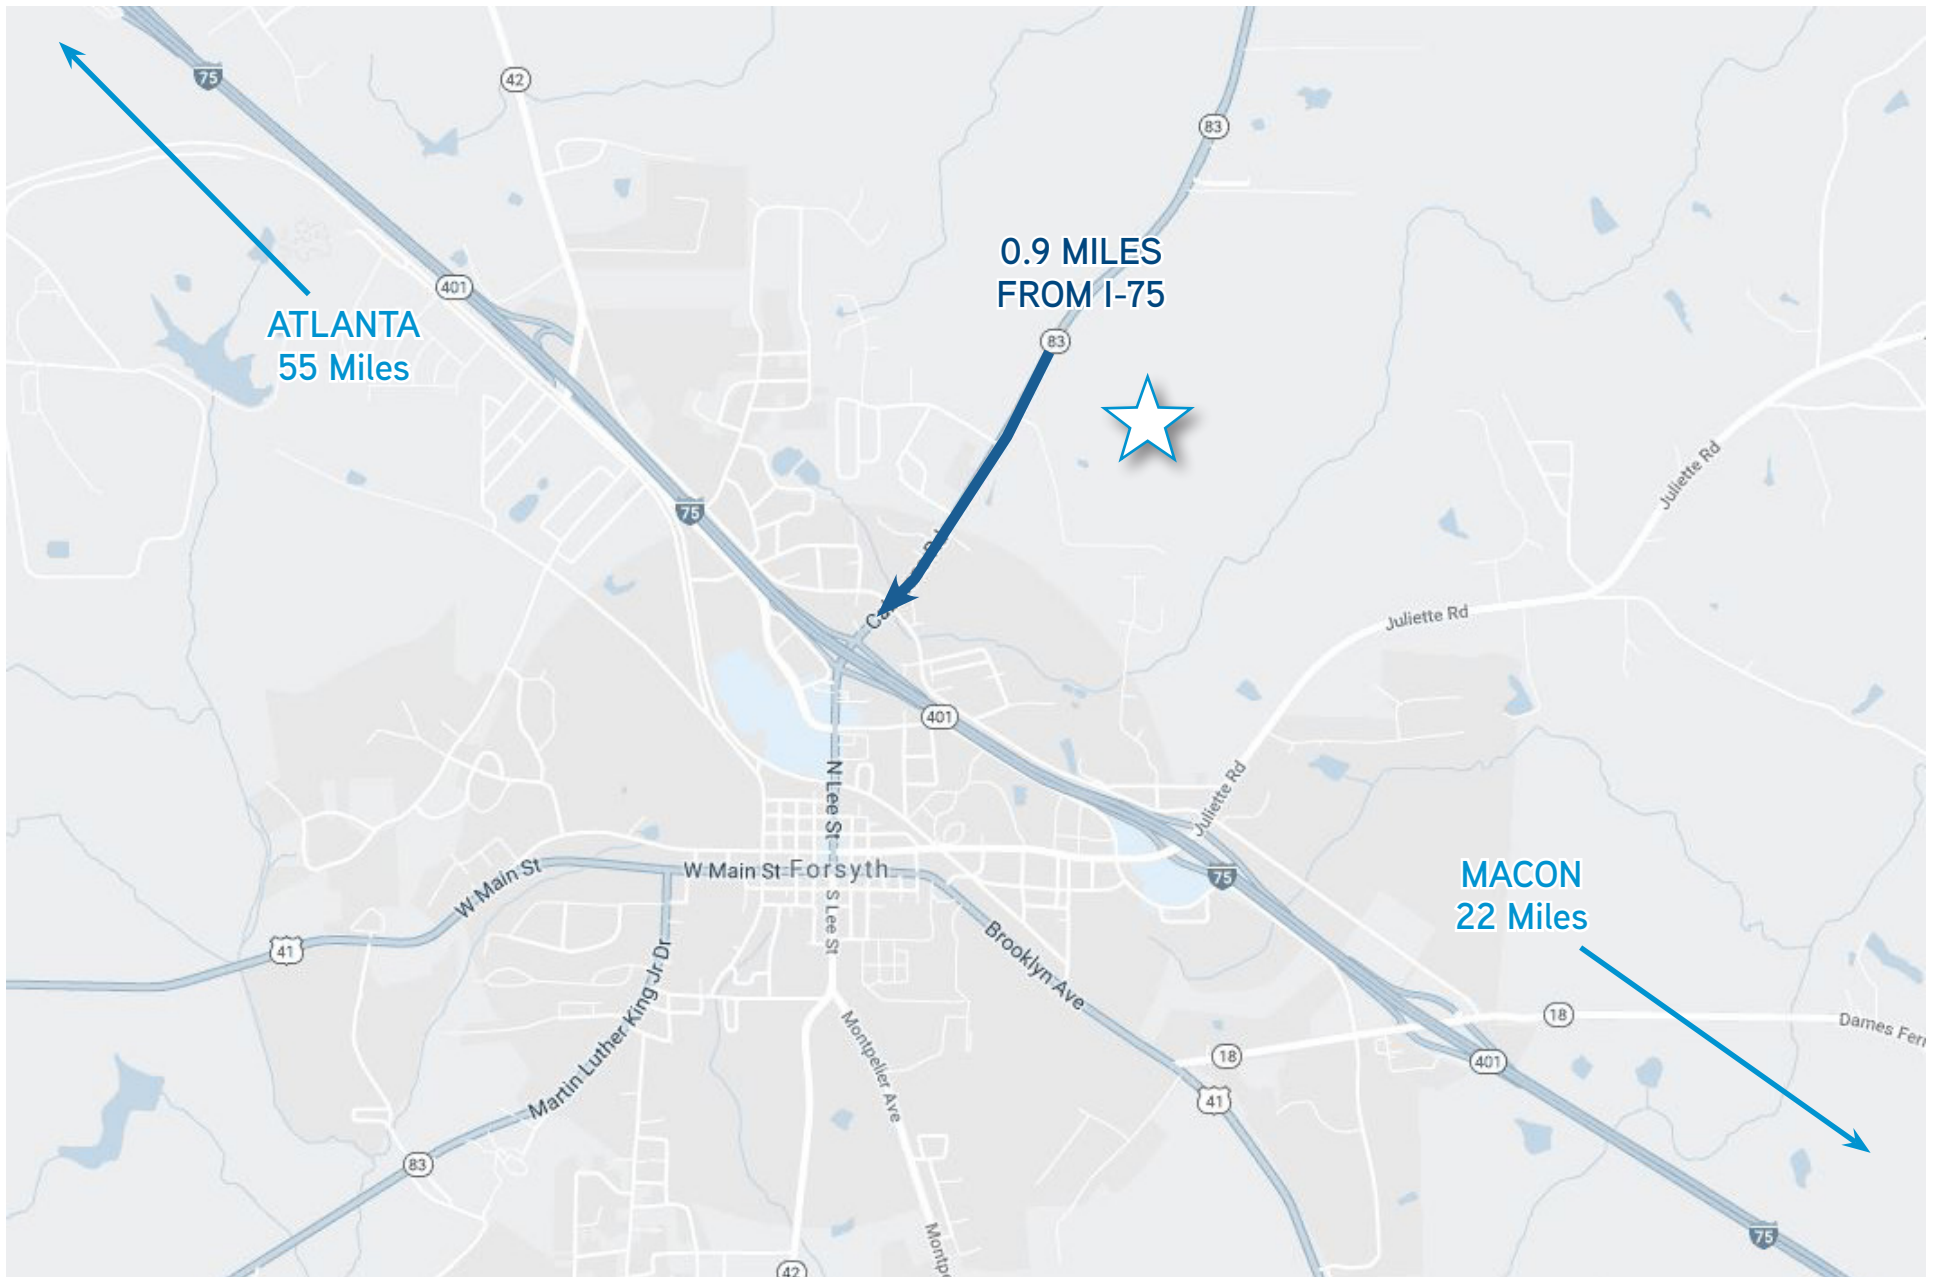 75
42
83
0.9 MILES
FROM I-75
401
ATLANTA
55 Miles
83
Juliette Rd
75
Juliette Rd
401
Juliette Rd
N Lee St
W Main St
W Main St
Forsyth
MACON
22 Miles
75
S Lee St
41
Brooklyn Ave
Martin Luther King Jr Dr
18
Dames Fer
Montpelier Ave
18
401
41
83
75
Montp
42